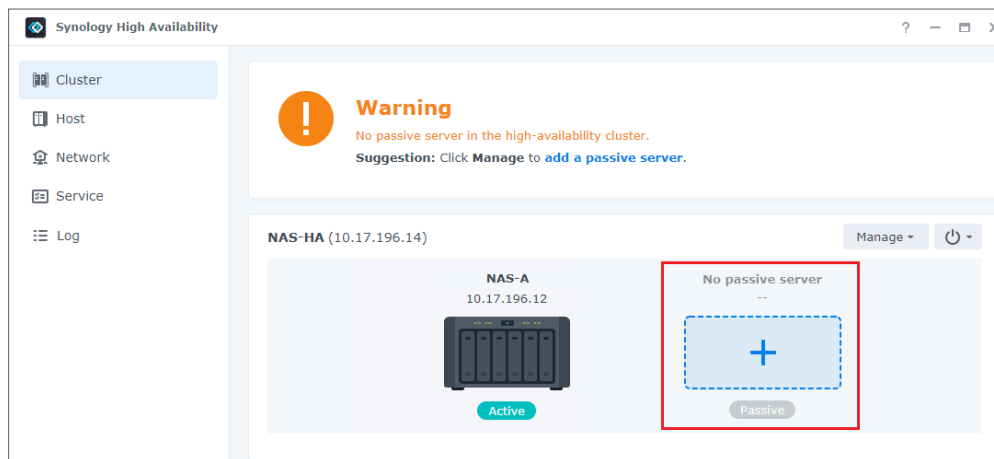 Synology High Availability
Cluster
Host
Network
Service
Log
Warning
No passive server in the high-availability cluster.
Suggestion: Click Manage to add a passive server.
NAS-HA (10.17.196.14)
Manage
NAS-A
10.17.196.12
Active
No passive server
--
Passive